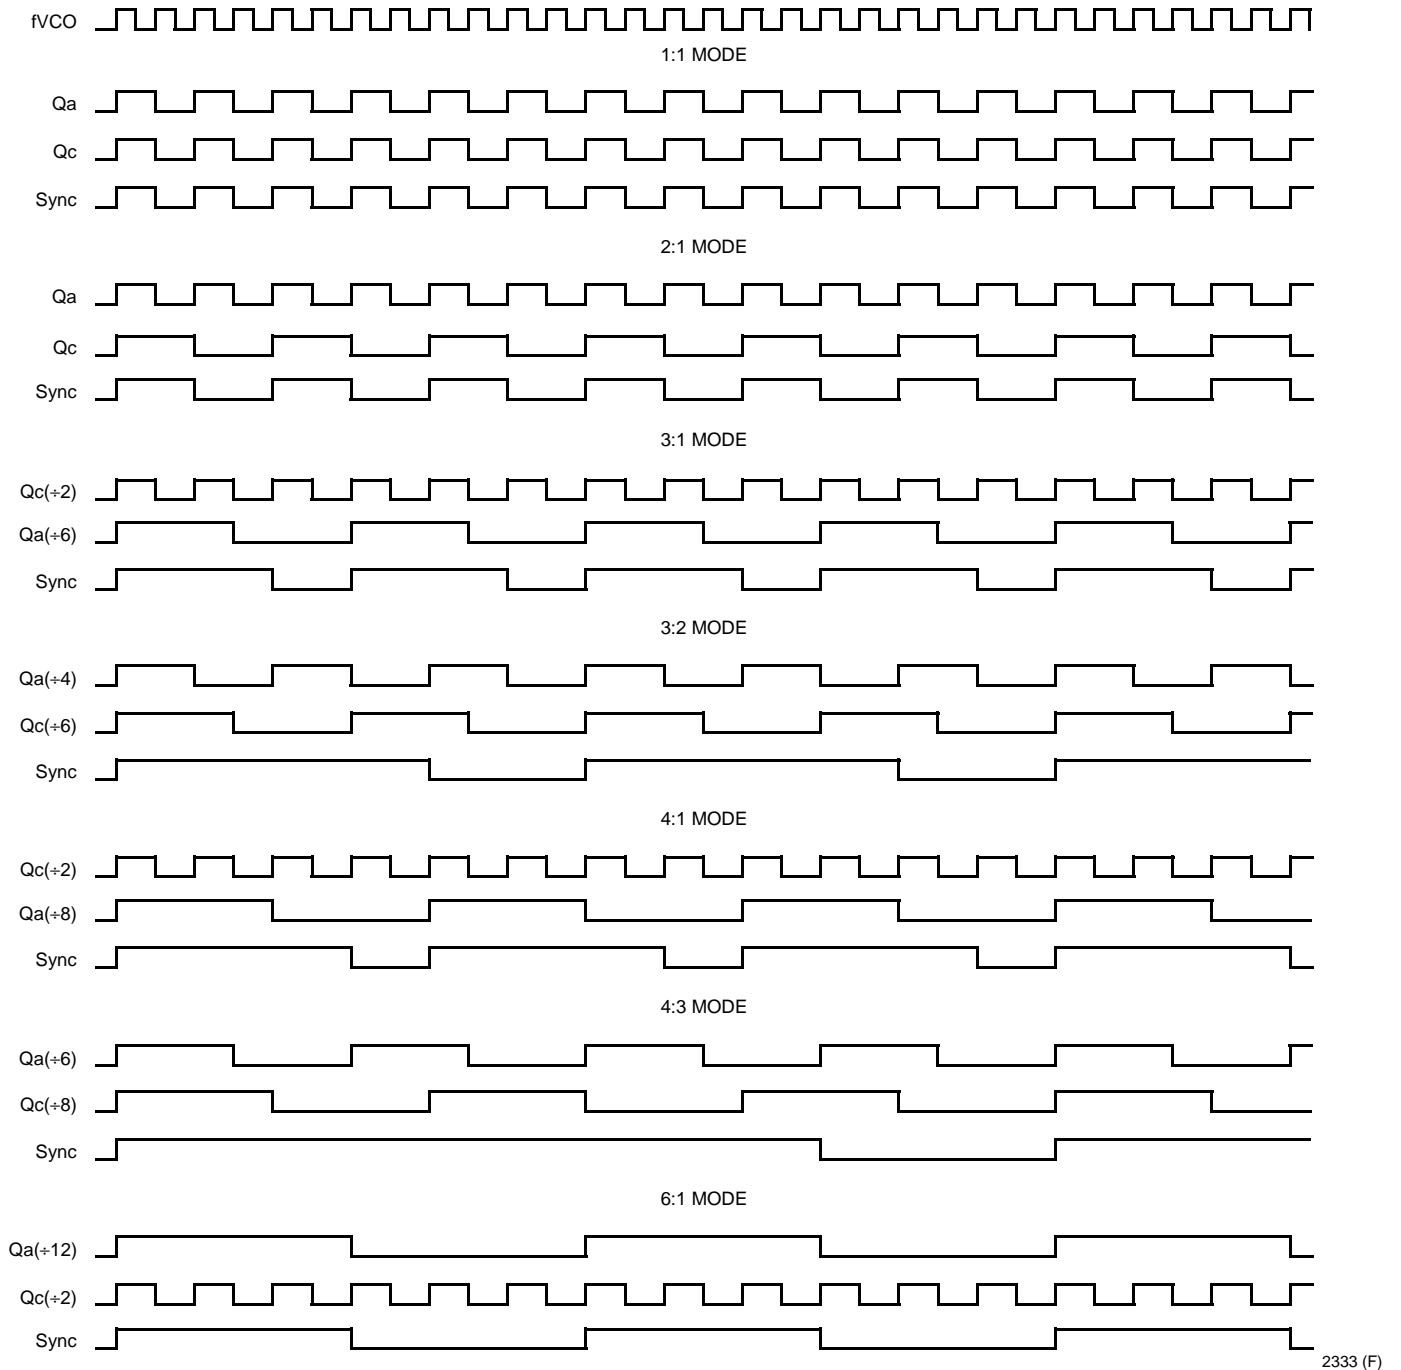 fVCO
1:1 MODE
Qa
Qc
Sync
2:1 MODE
Qa
Qc
Sync
3:1 MODE
Qc(÷2)
Qa(÷6)
Sync
3:2 MODE
Qa(÷4)
Qc(÷6)
Sync
4:1 MODE
Qc(÷2)
Qa(÷8)
Sync
4:3 MODE
Qa(÷6)
Qc(÷8)
Sync
6:1 MODE
Qa(÷12)
Qc(÷2)
Sync
2333 (F)